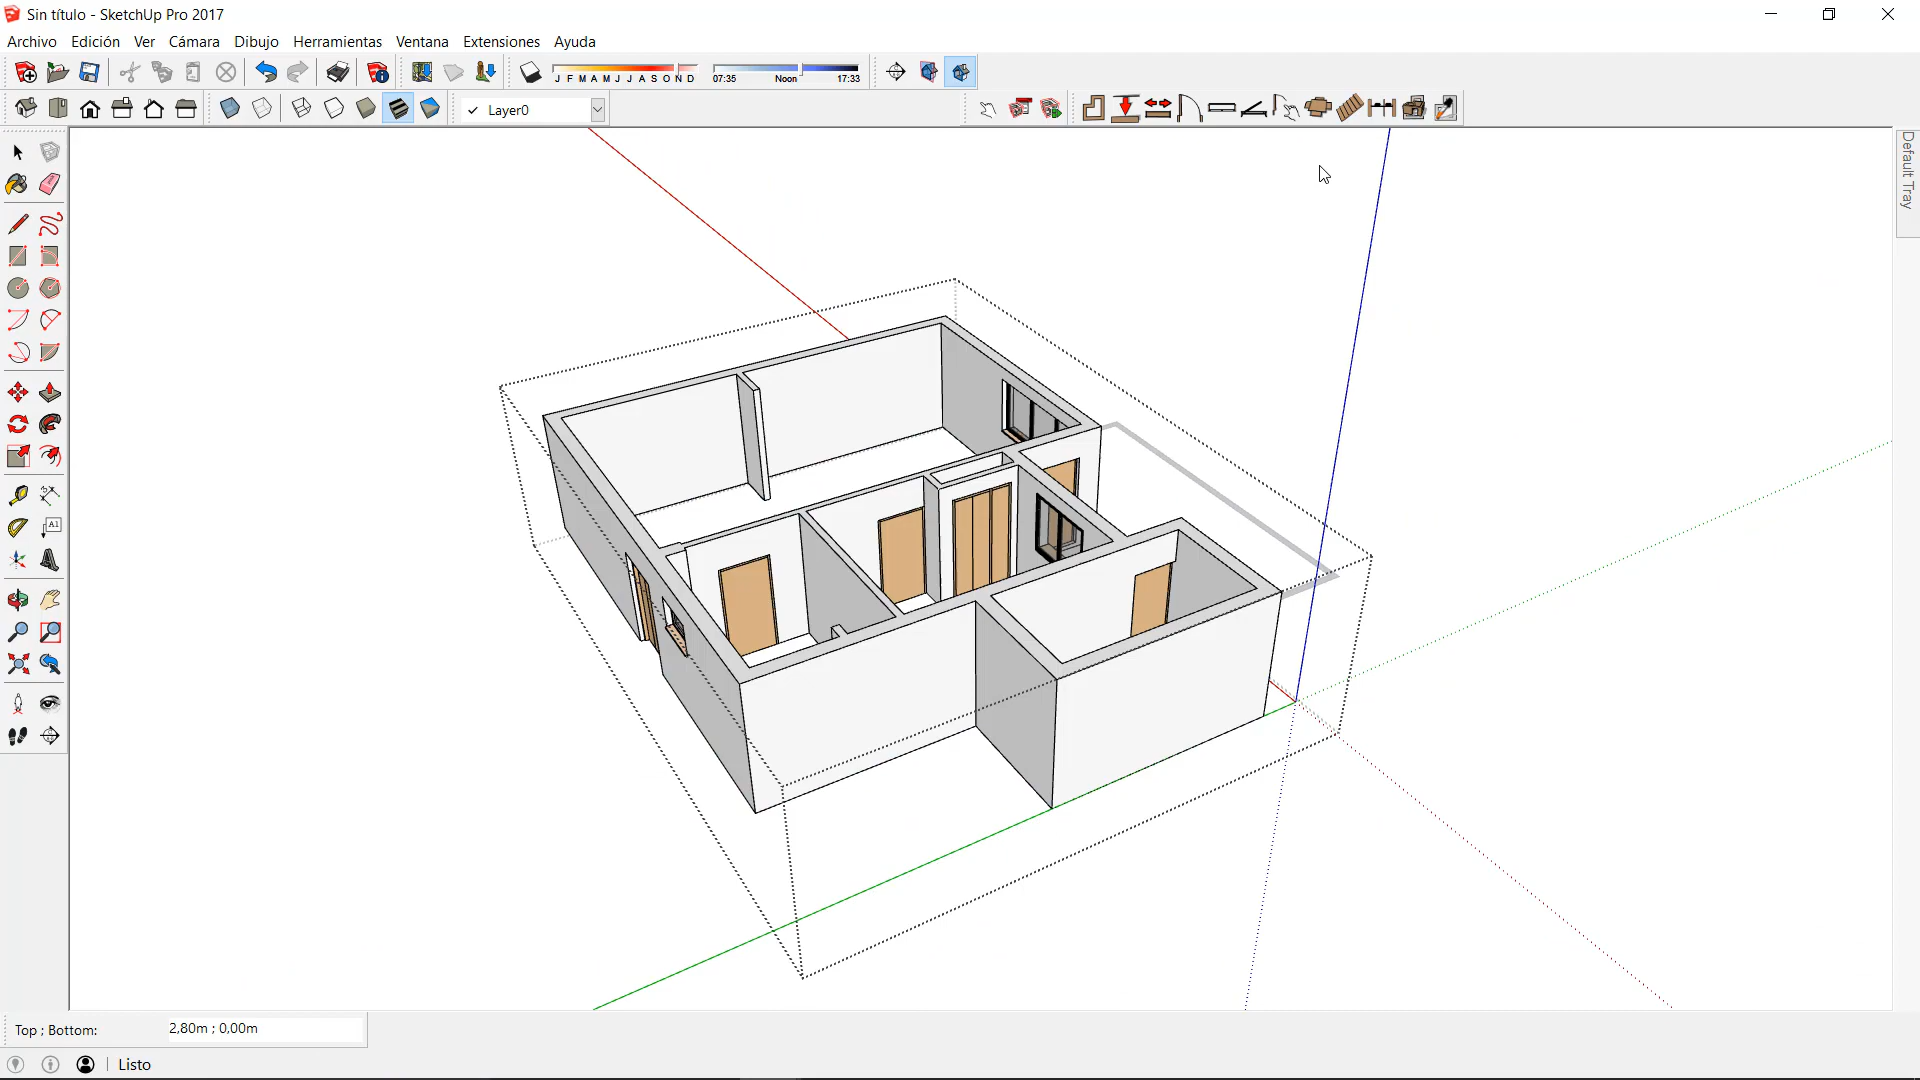 Sin título - SketchUp Pro 2017
Archivo Edición Ver Cámara Dibujo Herramientas Ventana Extensiones Ayuda
J F M A M J J A S O N D 07:35 Noon 17:33
✓ Layer0
Default Tray
A1
Top ; Bottom: 2,80m ; 0,00m
Listo